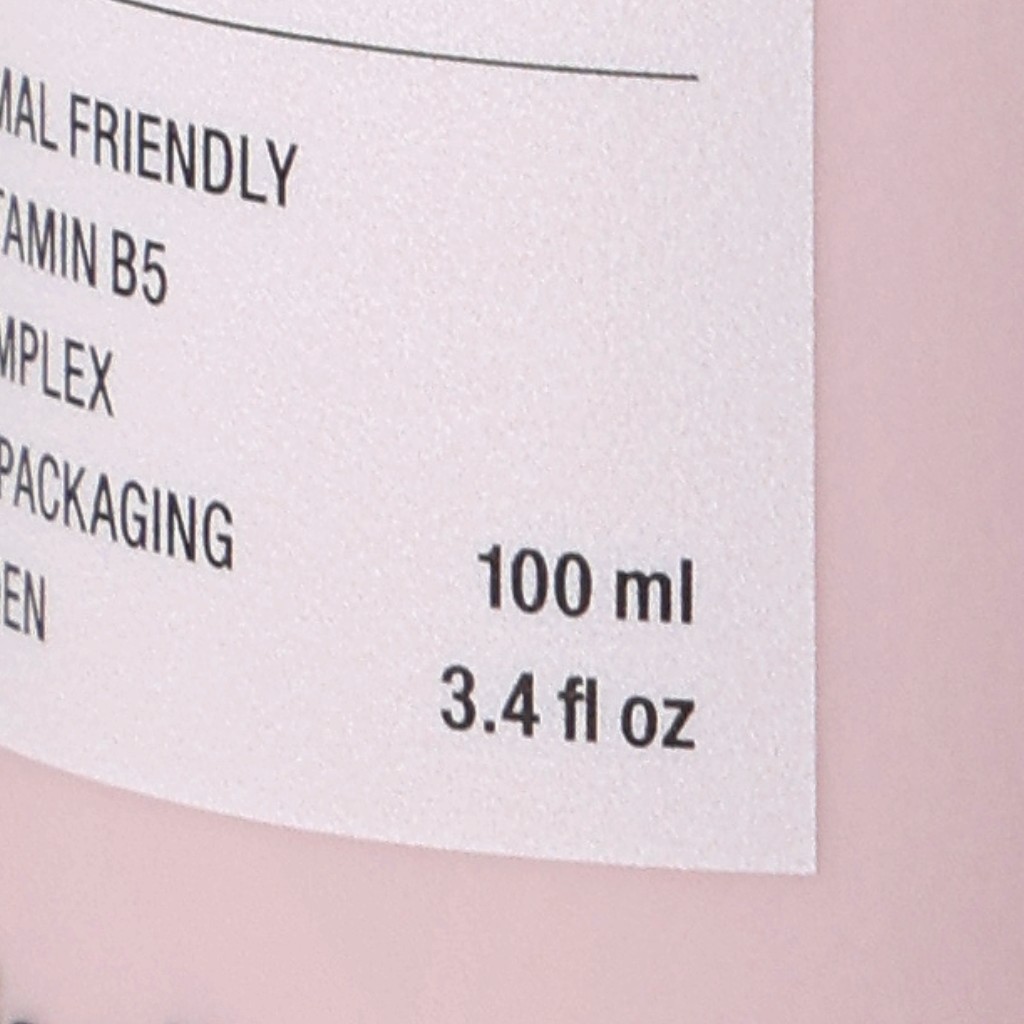 MAL FRIENDLY
TAMIN B5
MPLEX
PACKAGING
EN
100 ml
3.4 fl oz